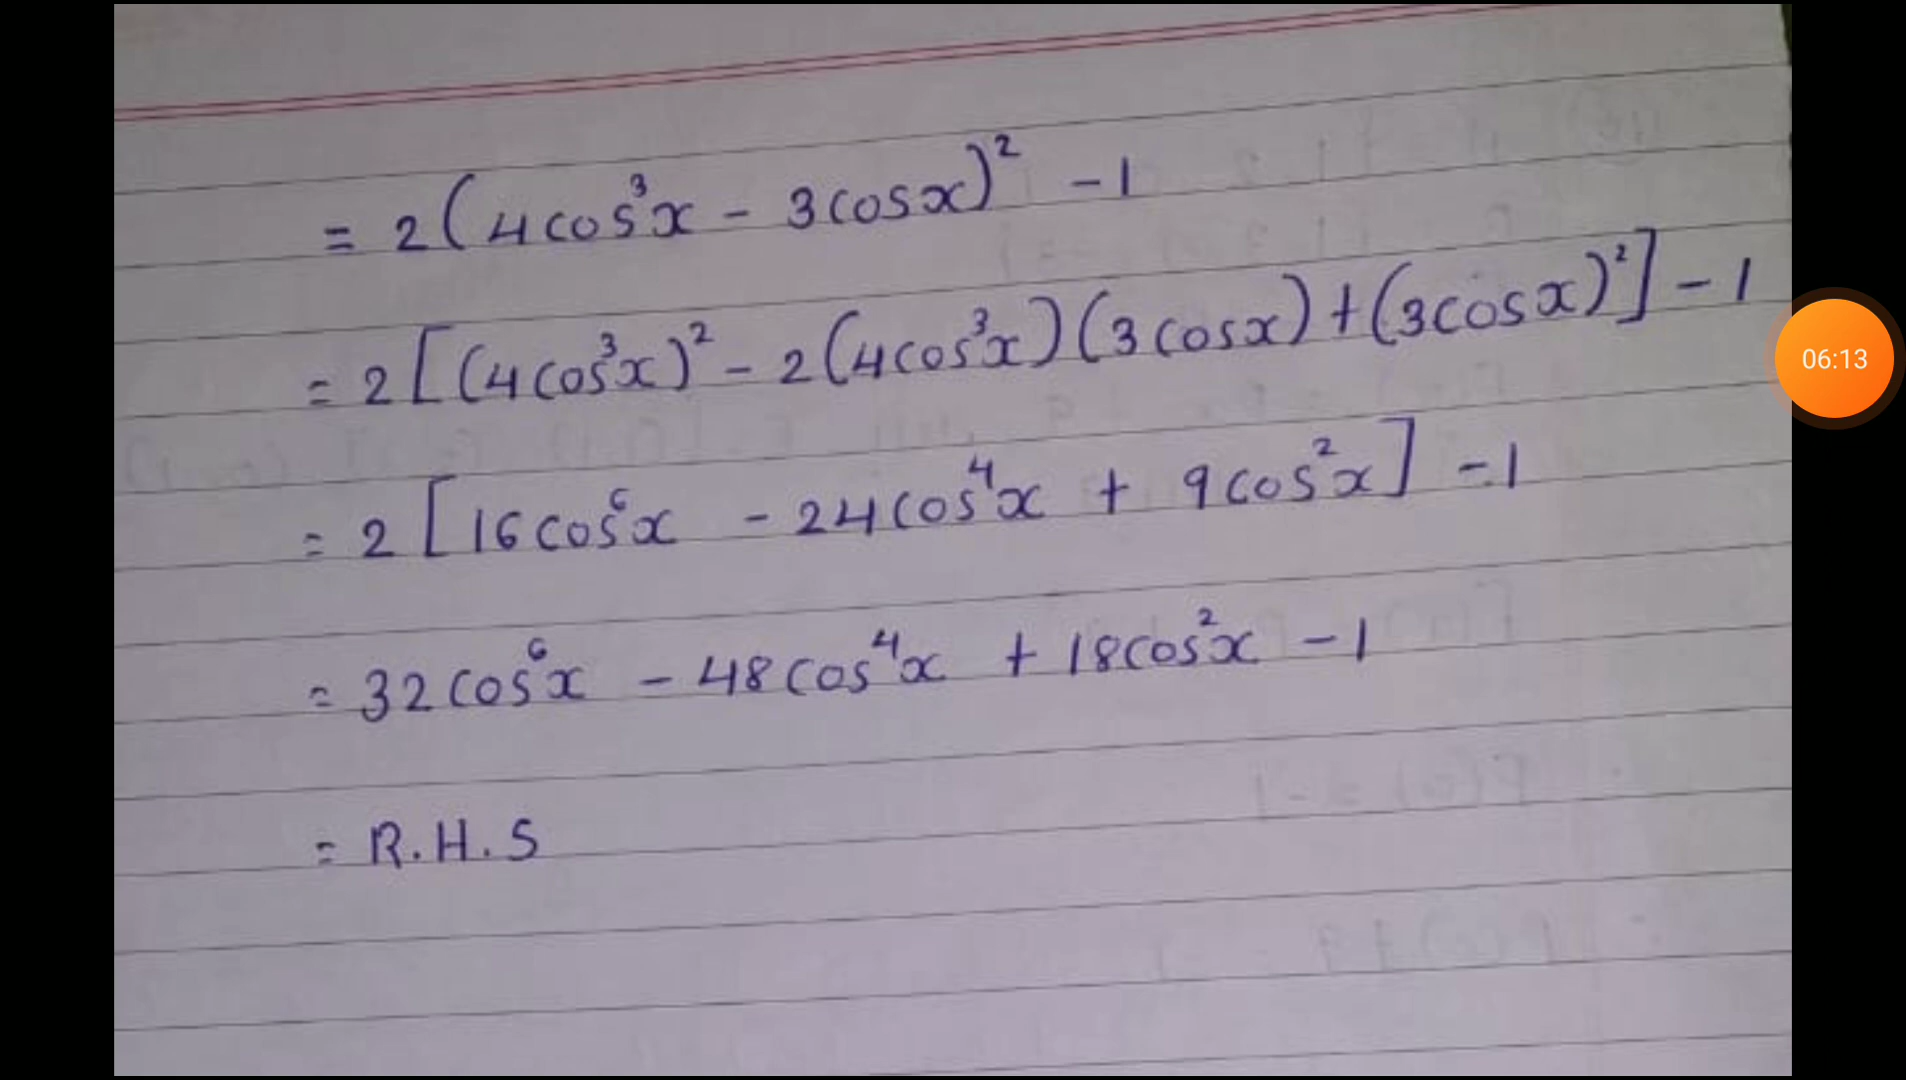 = 2(4cos³x - 3cosx)² - 1
= 2[(4cos³x)² - 2(4cos³x)(3cosx) + (3cosx)²] - 1
= 2[16cos⁶x - 24cos⁴x + 9cos²x] - 1
= 32cos⁶x - 48cos⁴x + 18cos²x - 1
= R.H.S
06:13